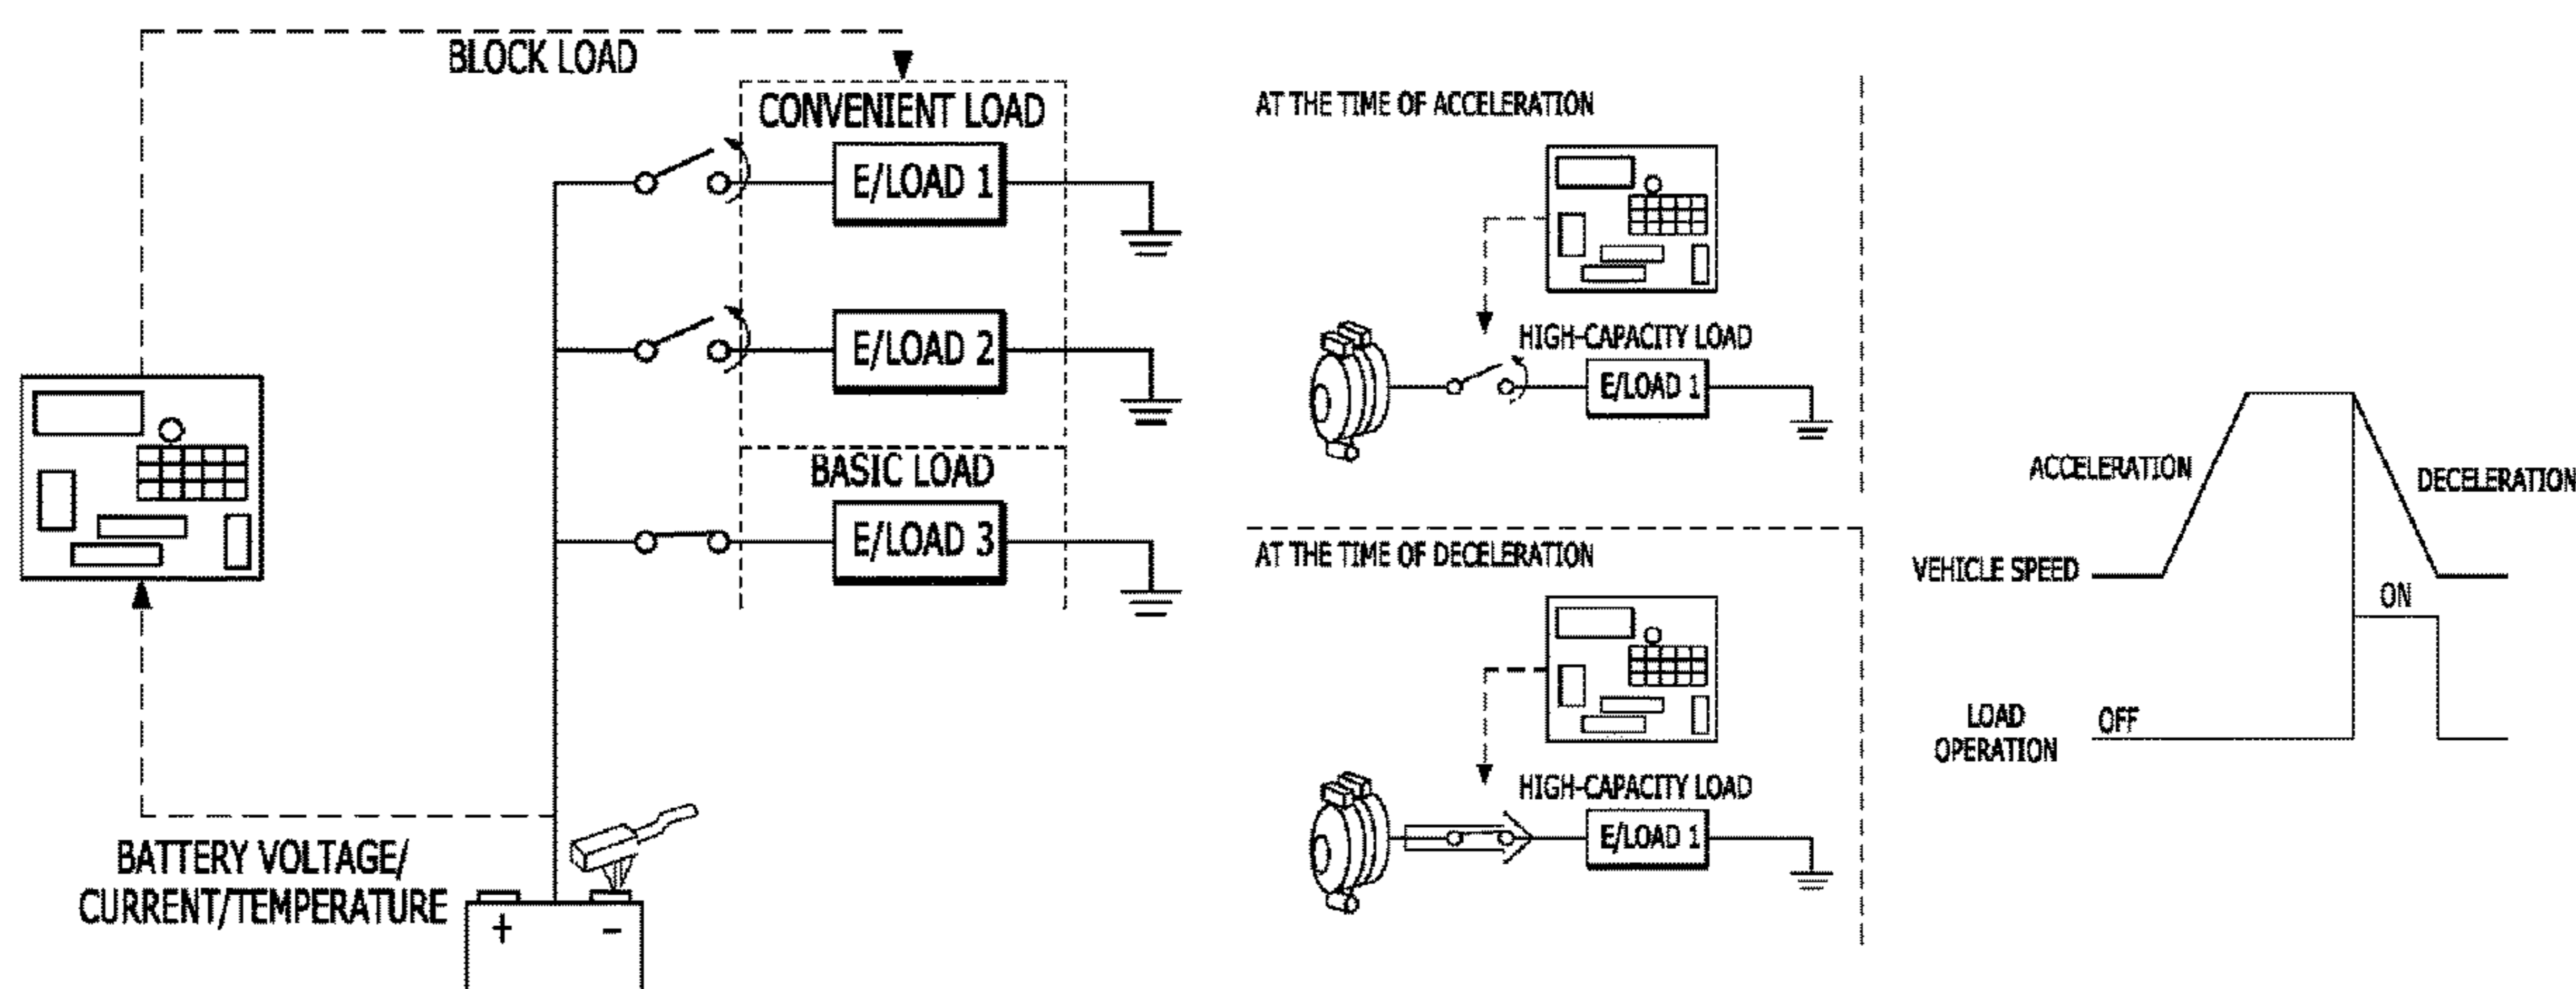 BLOCK LOAD
CONVENIENT LOAD
E/LOAD 1
E/LOAD 2
BASIC LOAD
E/LOAD 3
BATTERY VOLTAGE/
CURRENT/TEMPERATURE
+ −
AT THE TIME OF ACCELERATION
HIGH-CAPACITY LOAD
E/LOAD 1
AT THE TIME OF DECELERATION
HIGH-CAPACITY LOAD
E/LOAD 1
ACCELERATION
DECELERATION
VEHICLE SPEED
ON
LOAD
OPERATION
OFF